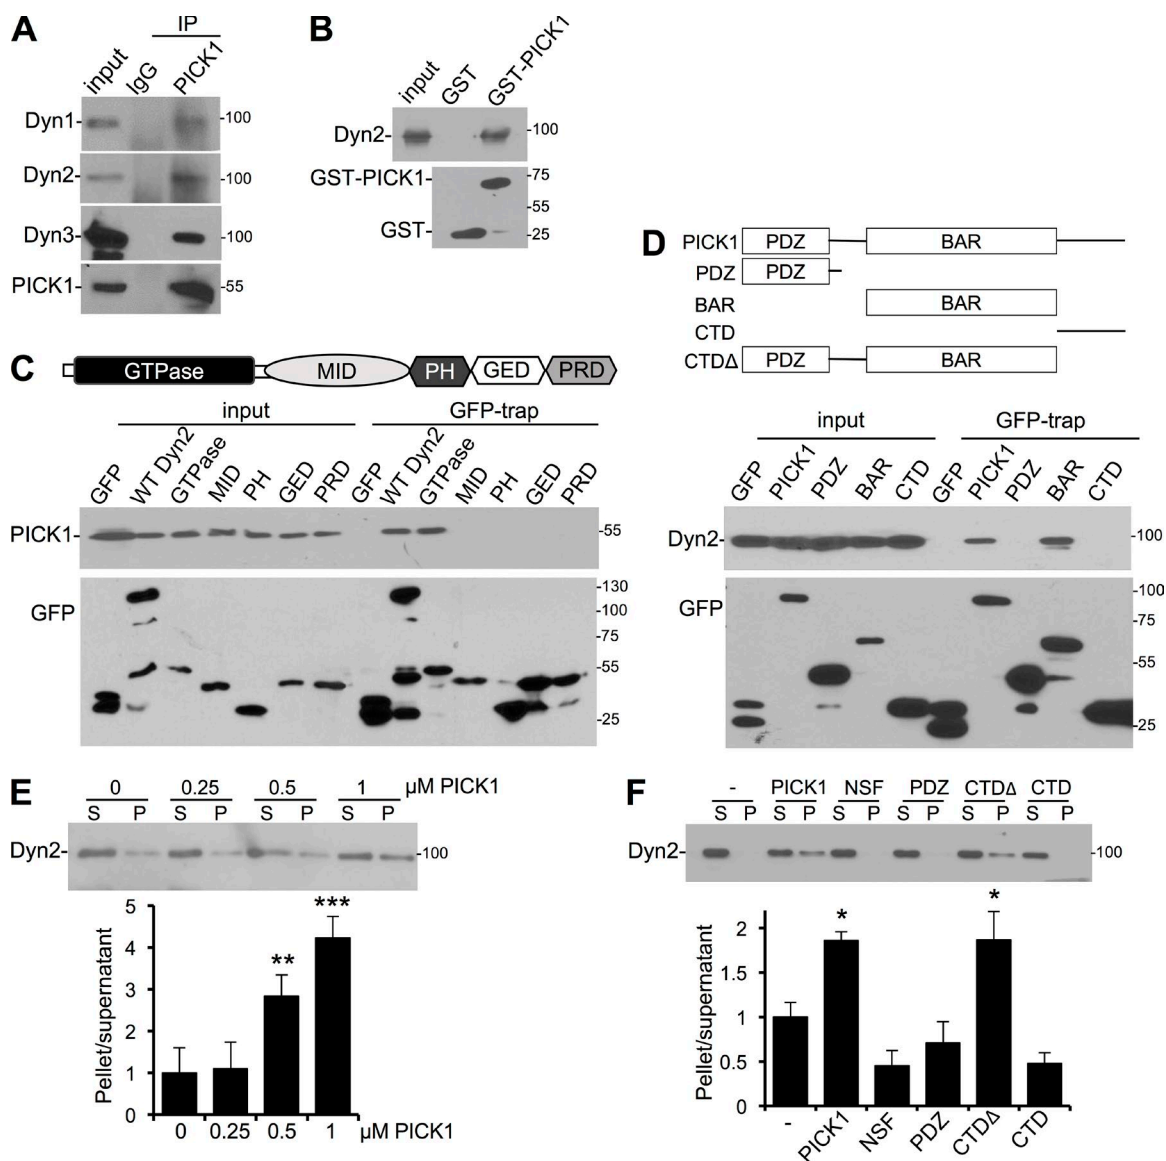 A
IP
input
IgG
PICK1
Dyn1-
-100
Dyn2-
-100
Dyn3-
-100
PICK1-
-55
B
input
GST
GST-PICK1
Dyn2-
-100
GST-PICK1-
-75
-55
GST-
-25
C
GTPase MID PH GED PRD
input GFP-trap
GFP WT Dyn2 GTPase MID PH GED PRD GFP WT Dyn2 GTPase MID PH GED PRD
PICK1-
-55
GFP
-130
-100
-75
-55
-25
D
PICK1 PDZ BAR
PDZ PDZ
BAR BAR
CTD
CTDΔ PDZ BAR
input GFP-trap
GFP PICK1 PDZ BAR CTD GFP PICK1 PDZ BAR CTD
Dyn2-
-100
GFP
-100
-75
-55
-25
E
0 0.25 0.5 1 µM PICK1
S P S P S P S P
Dyn2-
-100
Pellet/supernatant
5
4
3
2
1
0
**
***
0 0.25 0.5 1 µM PICK1
F
- PICK1 NSF PDZ CTDΔ CTD
S P S P S P S P S P S P
Dyn2-
-100
Pellet/supernatant
2
1.5
1
0.5
0
*
*
- PICK1 NSF PDZ CTDΔ CTD